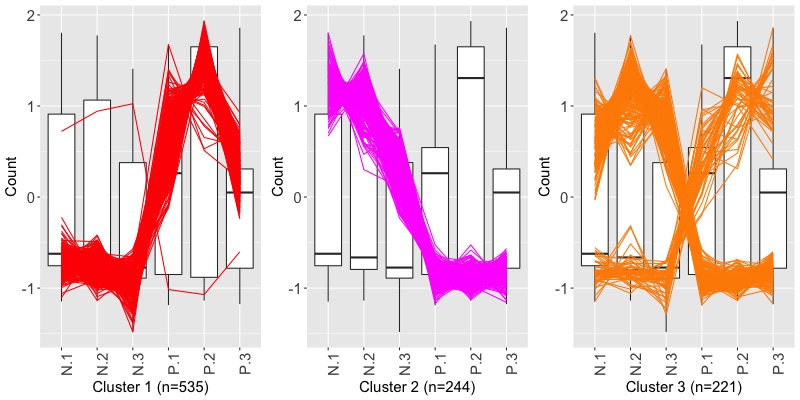 2
1
0
-1
Count
N.1
N.2
N.3
P.1
P.2
P.3
Cluster 1 (n=535)
2
1
0
-1
Count
N.1
N.2
N.3
P.1
P.2
P.3
Cluster 2 (n=244)
2
1
0
-1
Count
N.1
N.2
N.3
P.1
P.2
P.3
Cluster 3 (n=221)